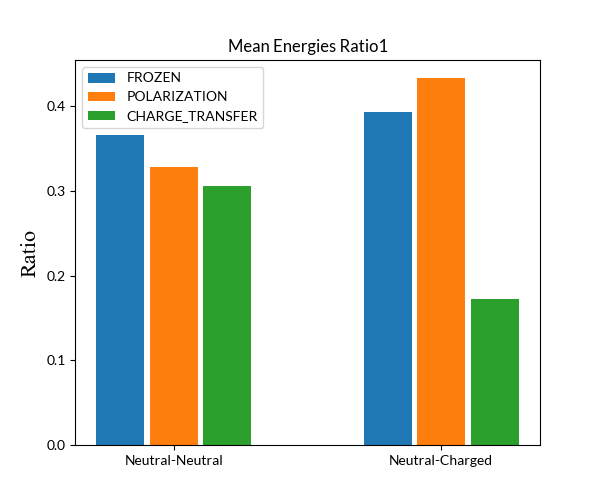 Mean Energies Ratio1
FROZEN
POLARIZATION
CHARGE_TRANSFER
Ratio
0.4
0.3
0.2
0.1
0.0
Neutral-Neutral
Neutral-Charged